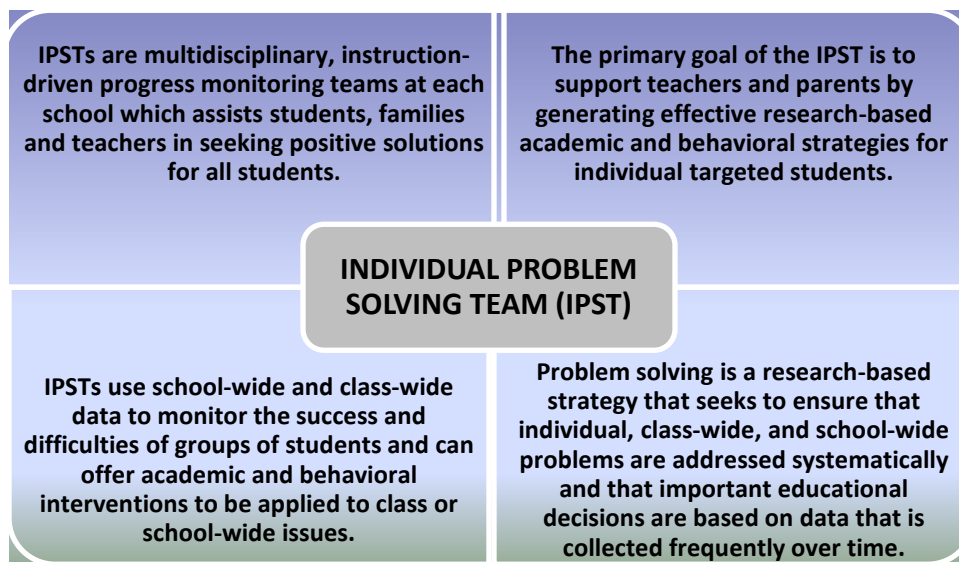 IPSTs are multidisciplinary, instruction-
driven progress monitoring teams at each
school which assists students, families
and teachers in seeking positive solutions
for all students.
The primary goal of the IPST is to
support teachers and parents by
generating effective research-based
academic and behavioral strategies for
individual targeted students.
INDIVIDUAL PROBLEM
SOLVING TEAM (IPST)
IPSTs use school-wide and class-wide
data to monitor the success and
difficulties of groups of students and can
offer academic and behavioral
interventions to be applied to class or
school-wide issues.
Problem solving is a research-based
strategy that seeks to ensure that
individual, class-wide, and school-wide
problems are addressed systematically
and that important educational
decisions are based on data that is
collected frequently over time.